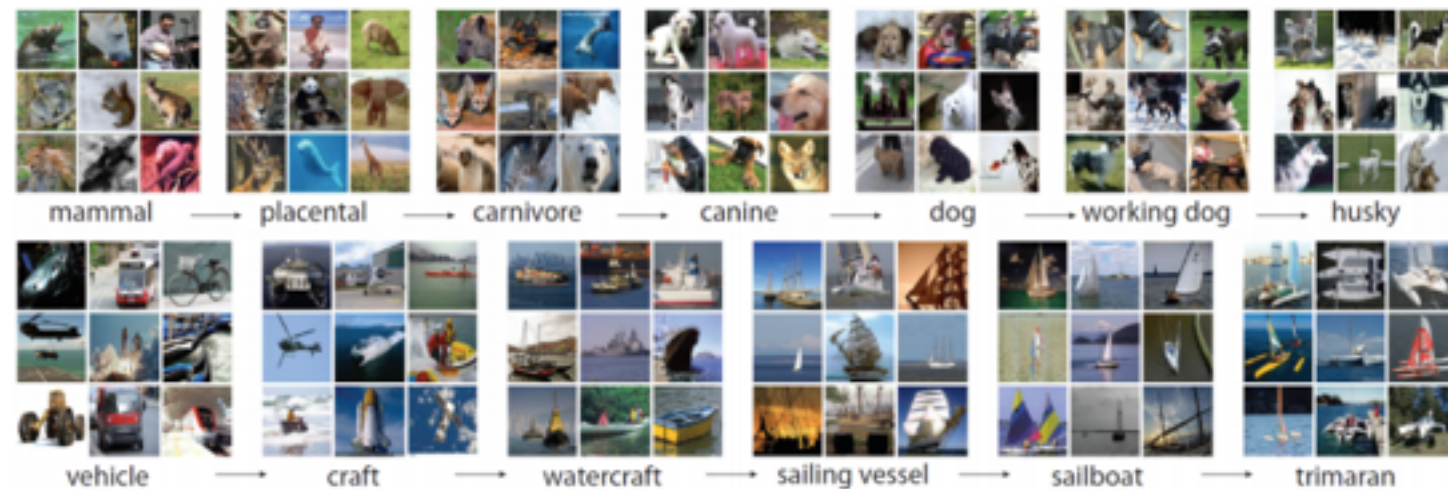 mammal → placental → carnivore → canine → dog → working dog → husky
vehicle → craft → watercraft → sailing vessel → sailboat → trimaran